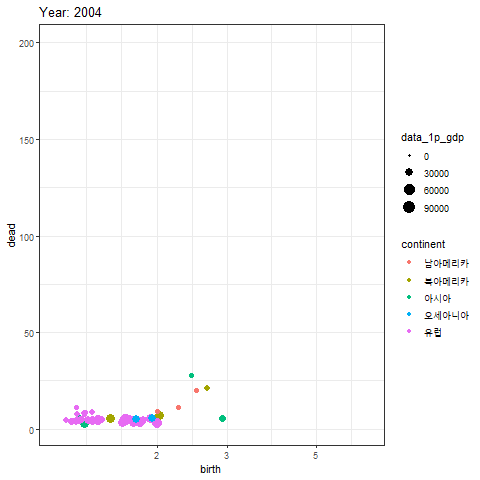 Year: 2004
200
150
100
50
0
dead
2
3
5
birth
data_1p_gdp
0
30000
60000
90000
continent
남아메리카
북아메리카
아시아
오세아니아
유럽